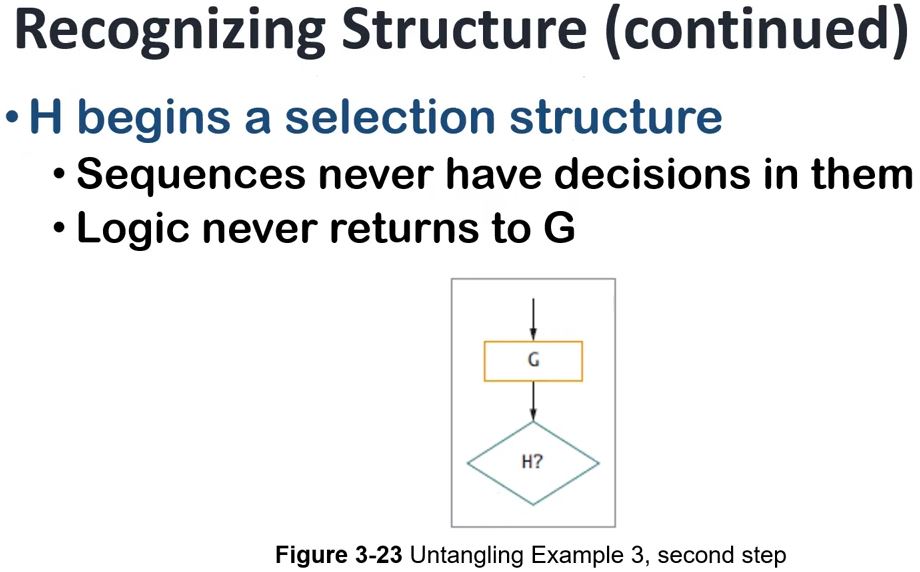 Recognizing Structure (continued)
• H begins a selection structure
• Sequences never have decisions in them
• Logic never returns to G
G
H?
Figure 3-23 Untangling Example 3, second step